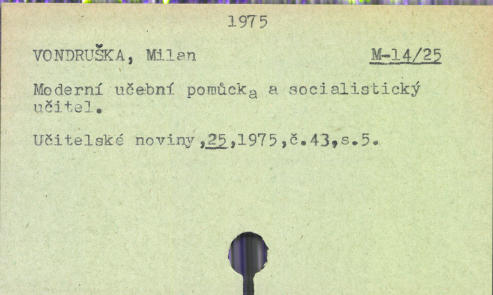 1975
VONDRUŠKA, Milan M-14/25
Moderní učební pomůcka a socialistický
učitel.
Učitelské noviny,25,1975,č.43,s.5.